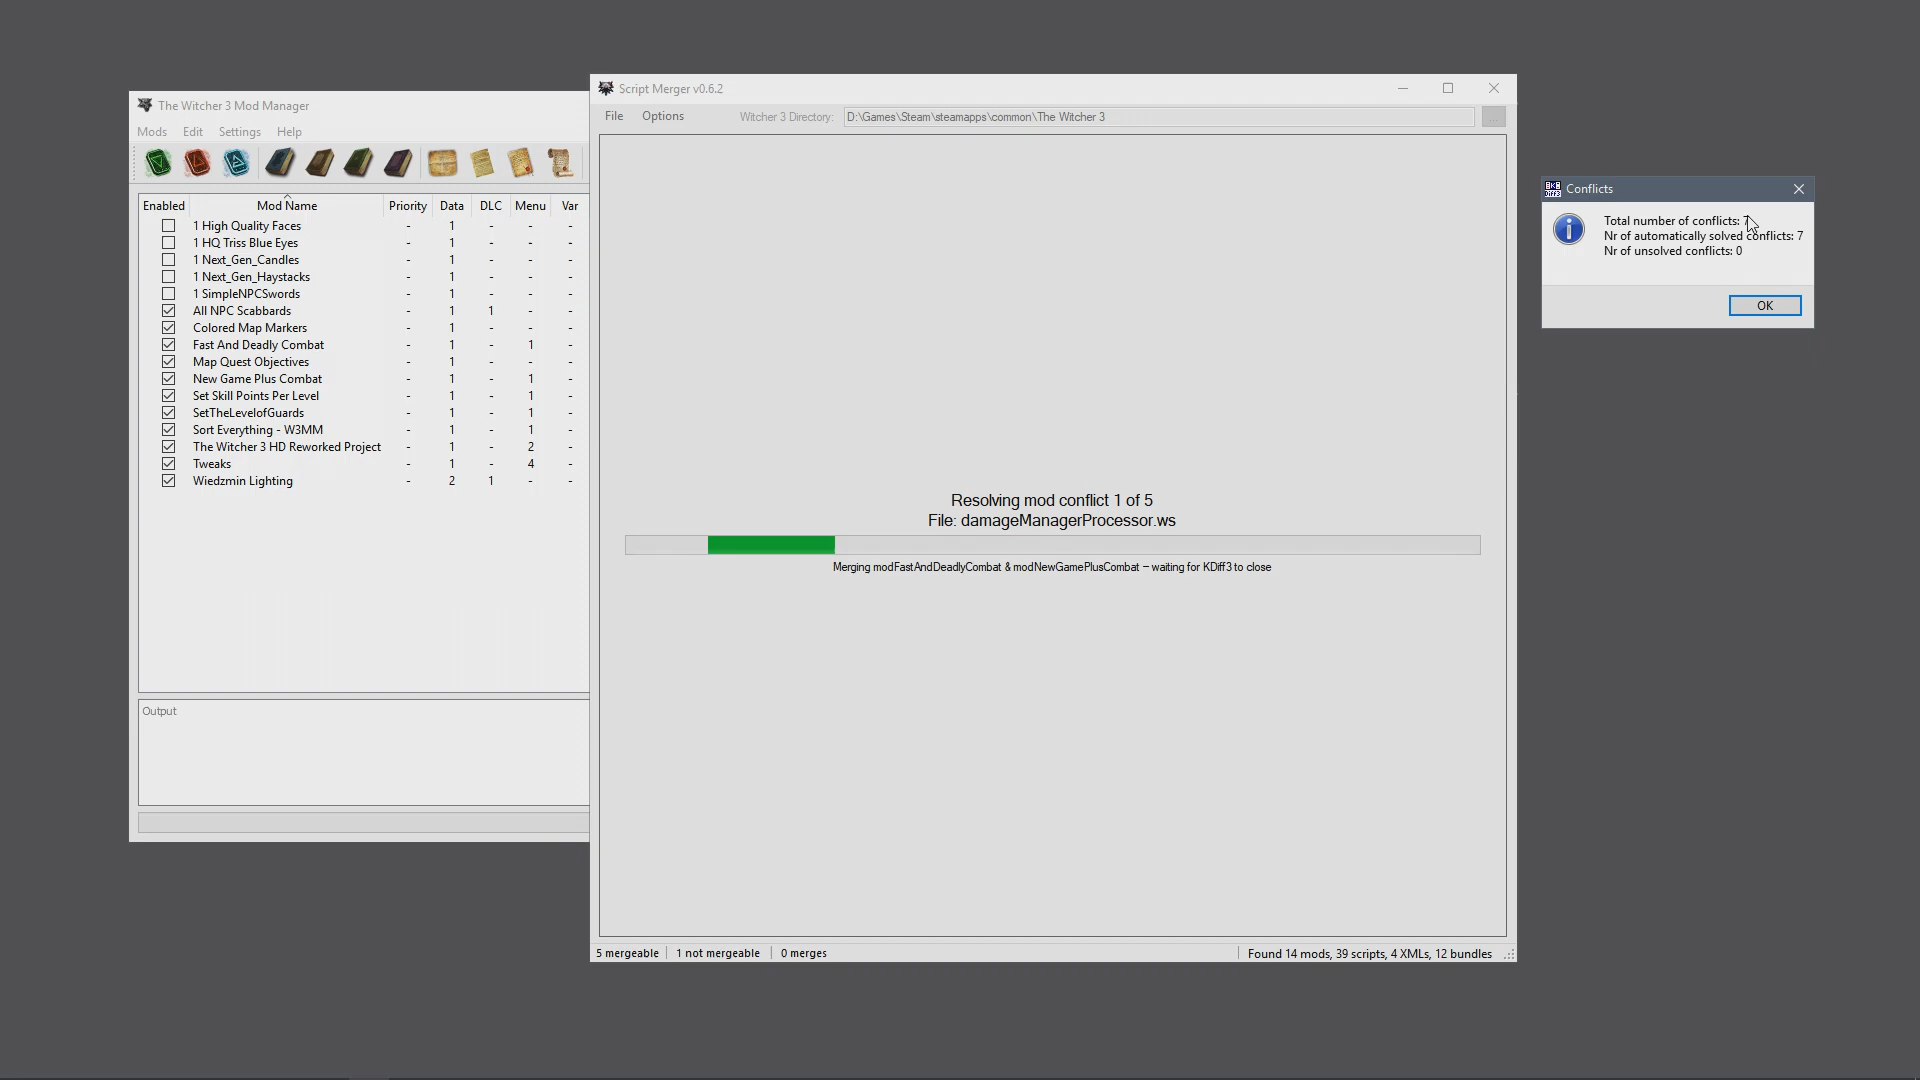 The Witcher 3 Mod Manager
Mods Edit Settings Help
Enabled Mod Name Priority Data DLC Menu Var
1 High Quality Faces - 1 - - -
1 HQ Triss Blue Eyes - 1 - - -
1 Next_Gen_Candles - 1 - - -
1 Next_Gen_Haystacks - 1 - - -
1 SimpleNPCSwords - 1 - - -
All NPC Scabbards - 1 1 - -
Colored Map Markers - 1 - - -
Fast And Deadly Combat - 1 - 1 -
Map Quest Objectives - 1 - - -
New Game Plus Combat - 1 - 1 -
Set Skill Points Per Level - 1 - 1 -
SetTheLevelofGuards - 1 - 1 -
Sort Everything - W3MM - 1 - 1 -
The Witcher 3 HD Reworked Project - 1 - 2 -
Tweaks - 1 - 4 -
Wiedzmin Lighting - 2 1 - -
Output
Script Merger v0.6.2
File Options Witcher 3 Directory: D:\Games\Steam\steamapps\common\The Witcher 3 ...
Resolving mod conflict 1 of 5
File: damageManagerProcessor.ws
Merging modFastAndDeadlyCombat & modNewGamePlusCombat — waiting for KDiff3 to close
5 mergeable 1 not mergeable 0 merges Found 14 mods, 39 scripts, 4 XMLs, 12 bundles
Conflicts
Total number of conflicts: 7
Nr of automatically solved conflicts: 7
Nr of unsolved conflicts: 0
OK